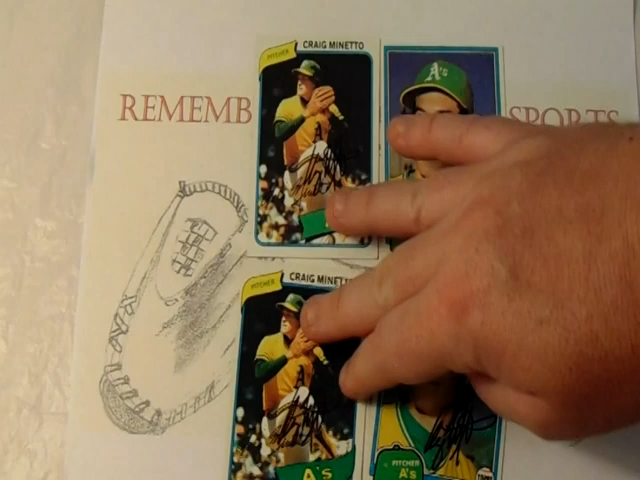 PITCHER CRAIG MINETTO
A's
REMEMB SPORTS
A
PITCHER CRAIG MINETTO
A
A's
PITCHER
A's